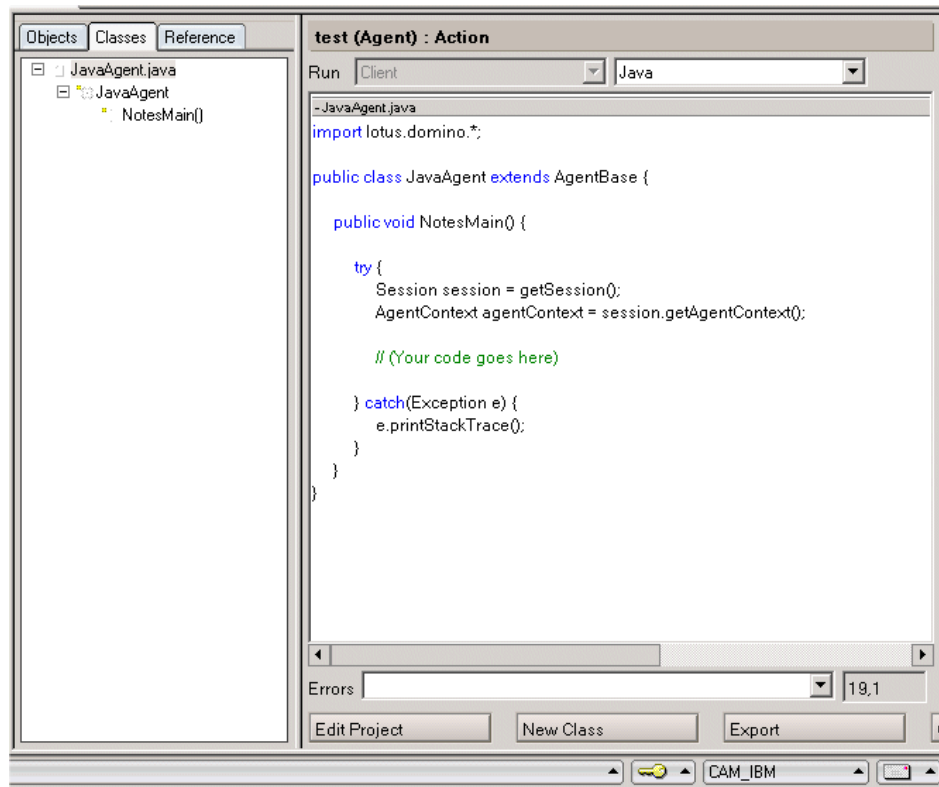 Objects Classes Reference
JavaAgent.java
JavaAgent
NotesMain()
test (Agent) : Action
Run Client Java
- JavaAgent.java
import lotus.domino.*;
public class JavaAgent extends AgentBase {
public void NotesMain() {
try {
Session session = getSession();
AgentContext agentContext = session.getAgentContext();
// (Your code goes here)
} catch(Exception e) {
e.printStackTrace();
}
}
}
Errors 19,1
Edit Project New Class Export
CAM_IBM